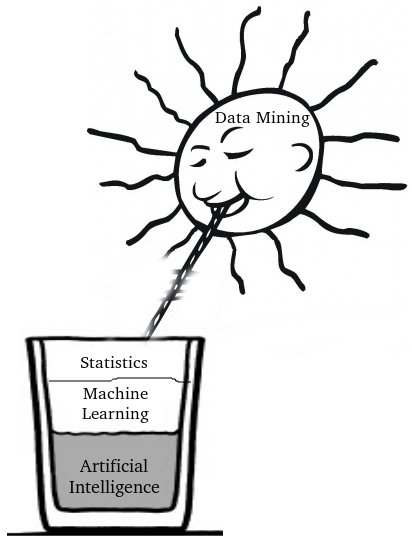 Data Mining
Statistics
Machine
Learning
Artificial
Intelligence